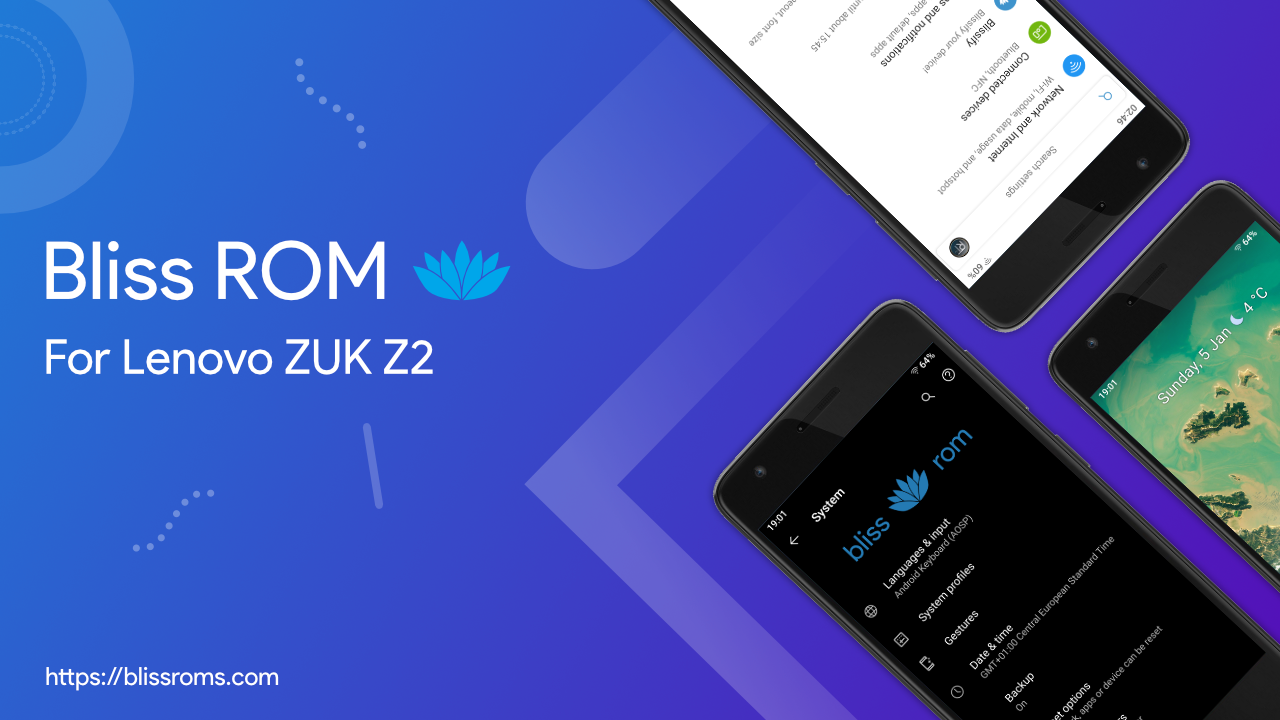 Bliss ROM
For Lenovo ZUK Z2
https://blissroms.com
60%
02:46
Search settings
Network and Internet
Wi-Fi, mobile, data usage, and hotspot
Connected devices
Bluetooth, NFC
Blissify
Blissify your device!
and notifications
apps, default apps
until about 15:45
font size
19:01
64%
System
bliss rom
Languages & input
Android Keyboard (AOSP)
System profiles
Gestures
Date & time
GMT+01:00 Central European Standard Time
Backup
On
options
apps or device can be reset
19:01
64%
Sunday, 5 Jan 4 °C